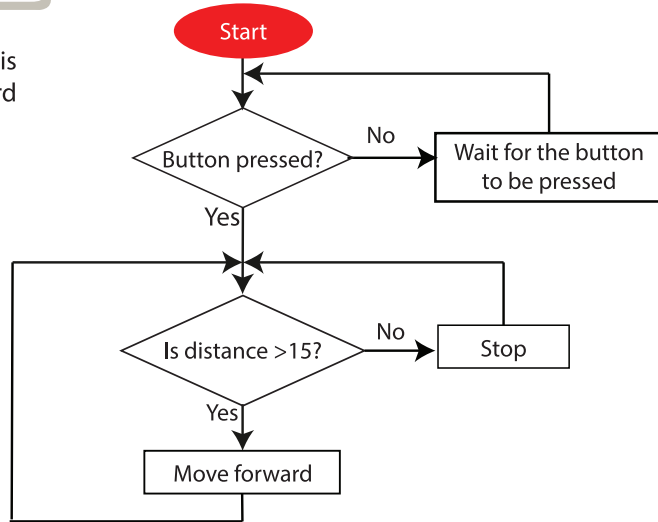 Start
is
rd
Button pressed?
No
Wait for the button
to be pressed
Yes
Is distance >15?
No
Stop
Yes
Move forward